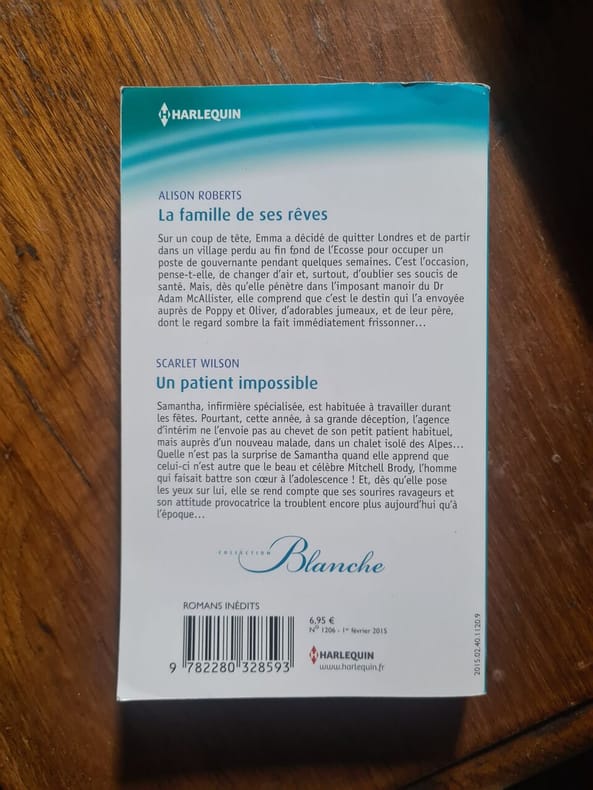 HARLEQUIN
ALISON ROBERTS
La famille de ses rêves
Sur un coup de tête, Emma a décidé de quitter Londres et de partir
dans un village perdu au fin fond de l'Ecosse pour occuper un
poste de gouvernante pendant quelques semaines. C'est l'occasion,
pense-t-elle, de changer d'air et, surtout, d'oublier ses soucis de
santé. Mais, dès qu'elle pénètre dans l'imposant manoir du Dr
Adam McAllister, elle comprend que c'est le destin qui l'a envoyée
auprès de Poppy et Oliver, d'adorables jumeaux, et de leur père,
dont le regard sombre la fait immédiatement frissonner…
SCARLET WILSON
Un patient impossible
Samantha, infirmière spécialisée, est habituée à travailler durant
les fêtes. Pourtant, cette année, à sa grande déception, l'agence
d'intérim ne l'envoie pas au chevet de son petit patient habituel,
mais auprès d'un nouveau malade, dans un chalet isolé des Alpes…
Quelle n'est pas la surprise de Samantha quand elle apprend que
celui-ci n'est autre que le beau et célèbre Mitchell Brody, l'homme
qui faisait battre son cœur à l'adolescence ! Et, dès qu'elle pose
les yeux sur lui, elle se rend compte que ses sourires ravageurs et
son attitude provocatrice la troublent encore plus aujourd'hui qu'à
l'époque…
COLLECTION Blanche
ROMANS INÉDITS
6,95 €
N° 1206 - 1er février 2015
9 782280 328593
HARLEQUIN
www.harlequin.fr
2015.02.40.1120.9